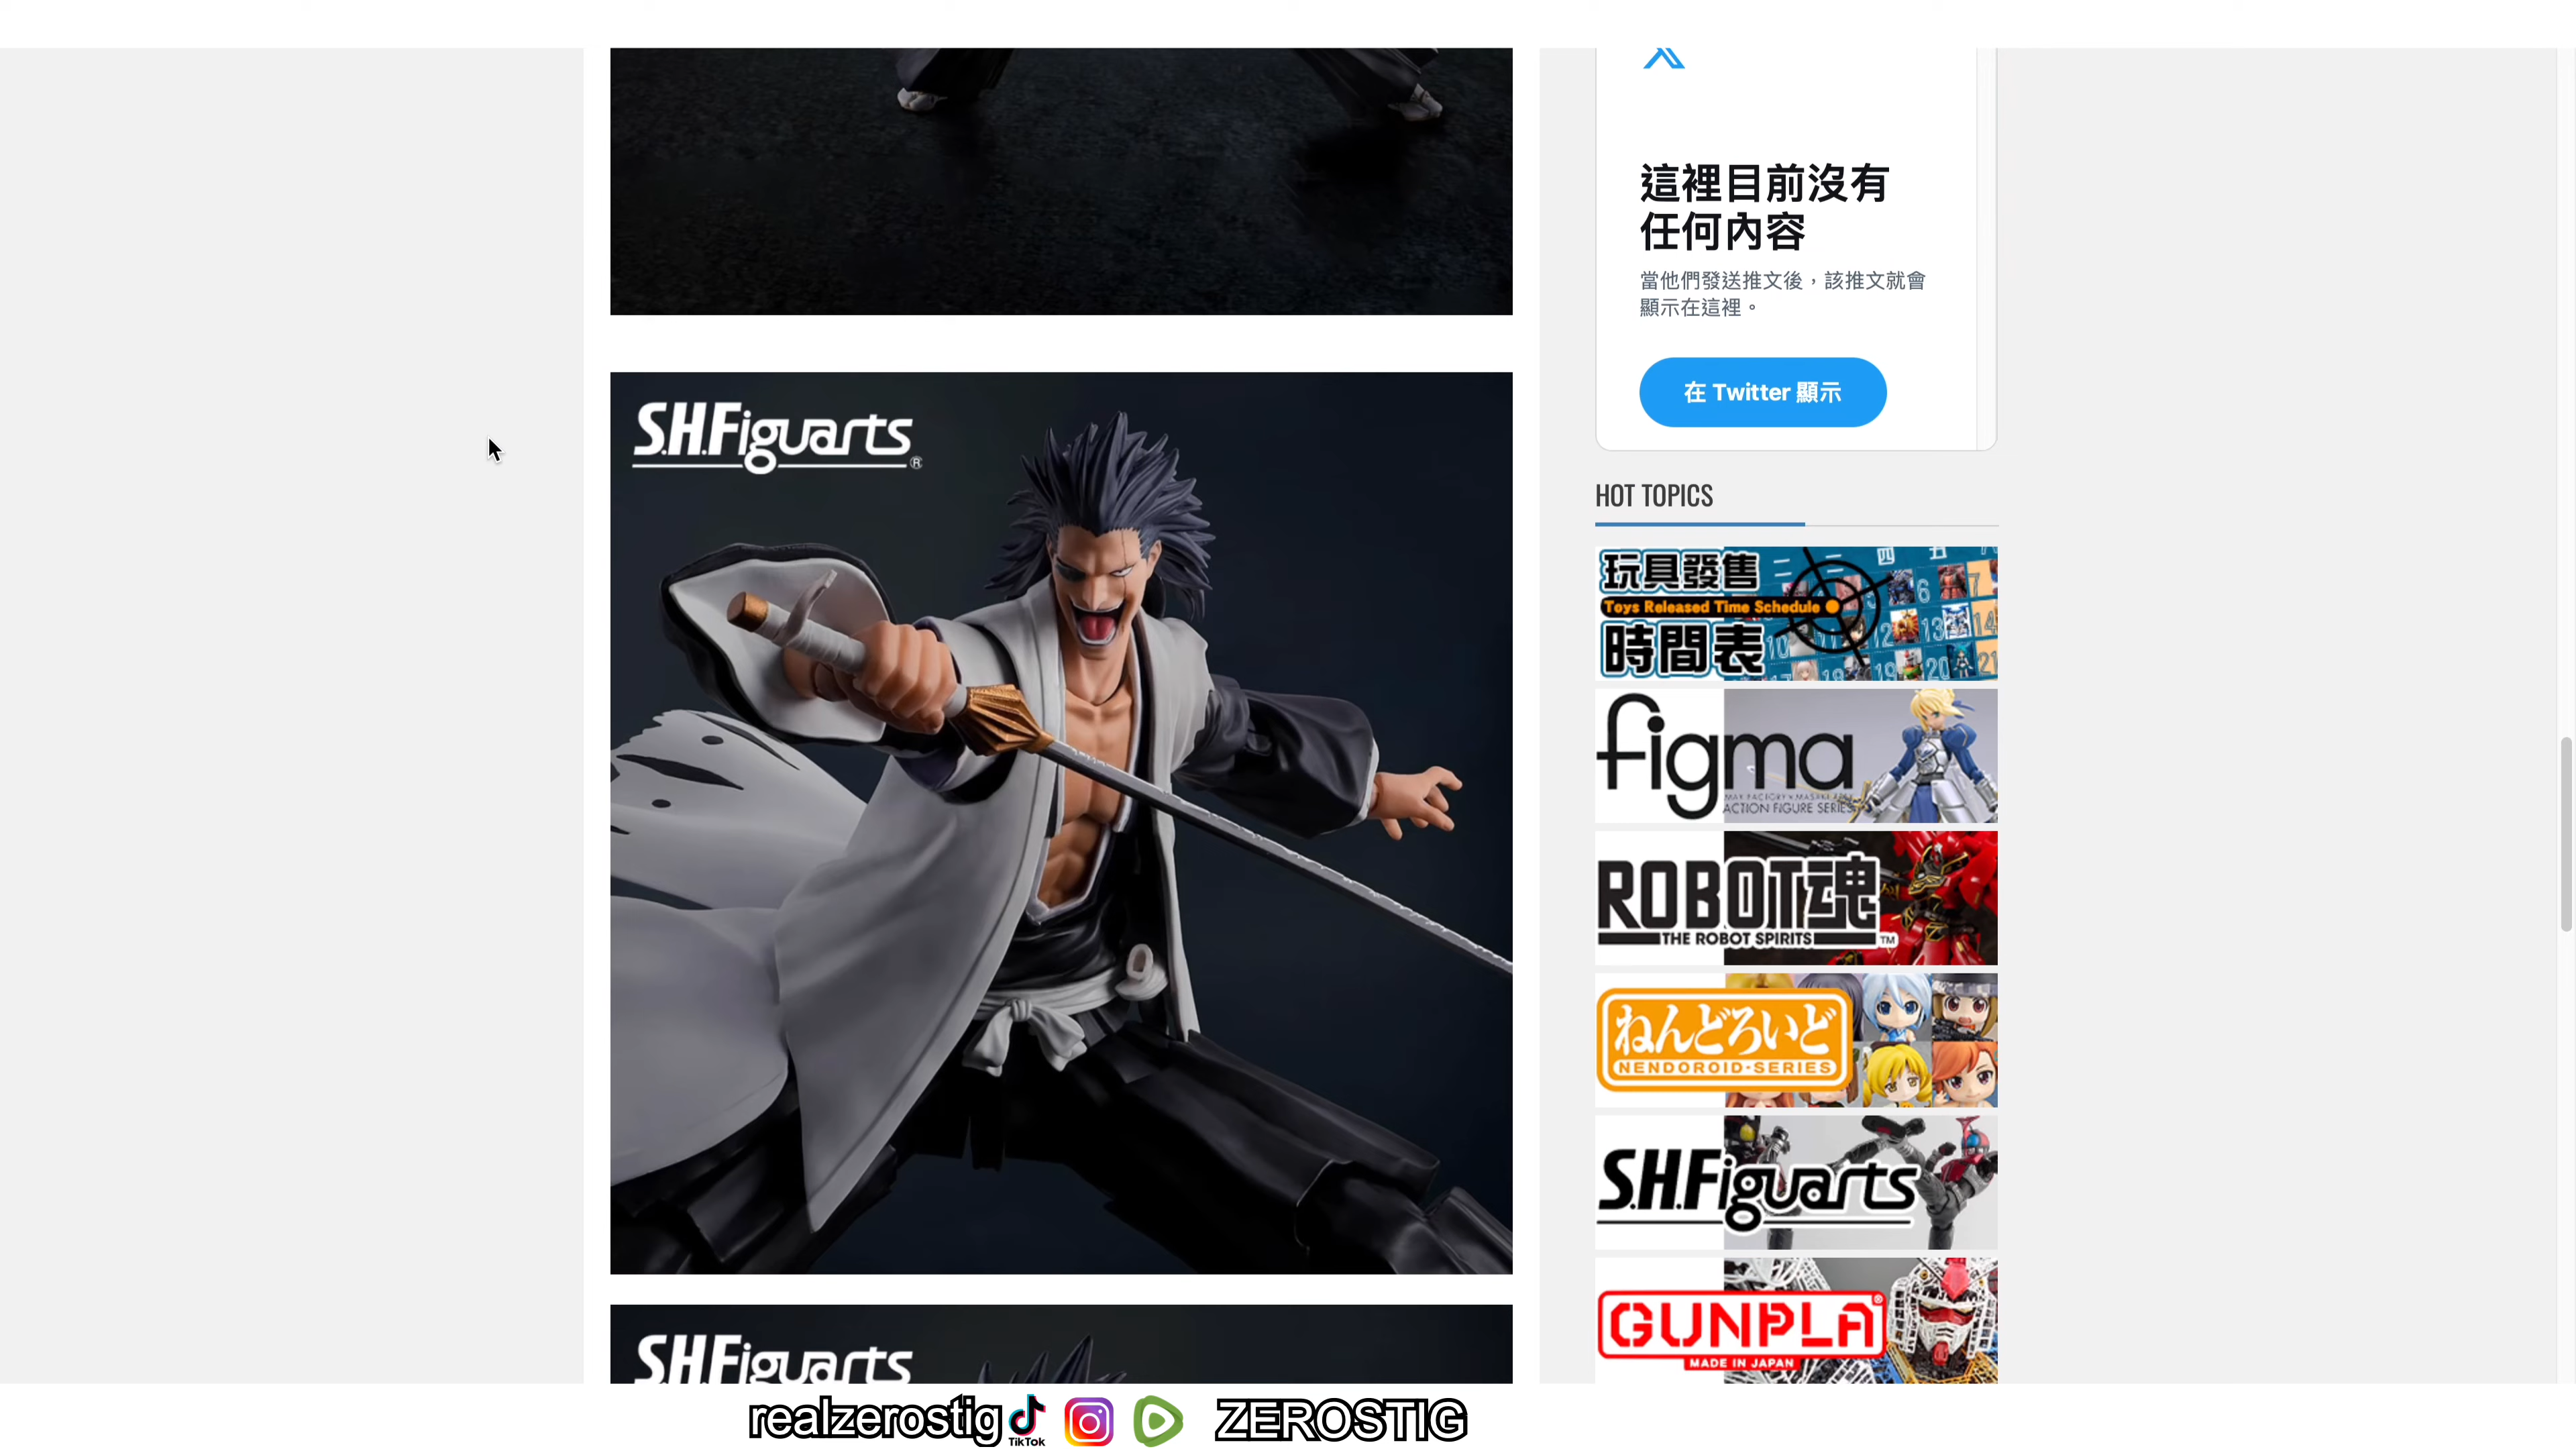 這裡目前沒有
任何內容
當他們發送推文後，該推文就會
顯示在這裡。
在 Twitter 顯示
S.H.Figuarts®
HOT TOPICS
玩具發售
Toys Released Time Schedule
時間表
figma
ACTION FIGURE SERIES
ROBOT魂
THE ROBOT SPIRITS™
ねんどろいど
NENDOROID-SERIES
S.H.Figuarts
GUNPLA®
MADE IN JAPAN
S.H.Figuarts
realzerostig
TikTok
ZEROSTIG